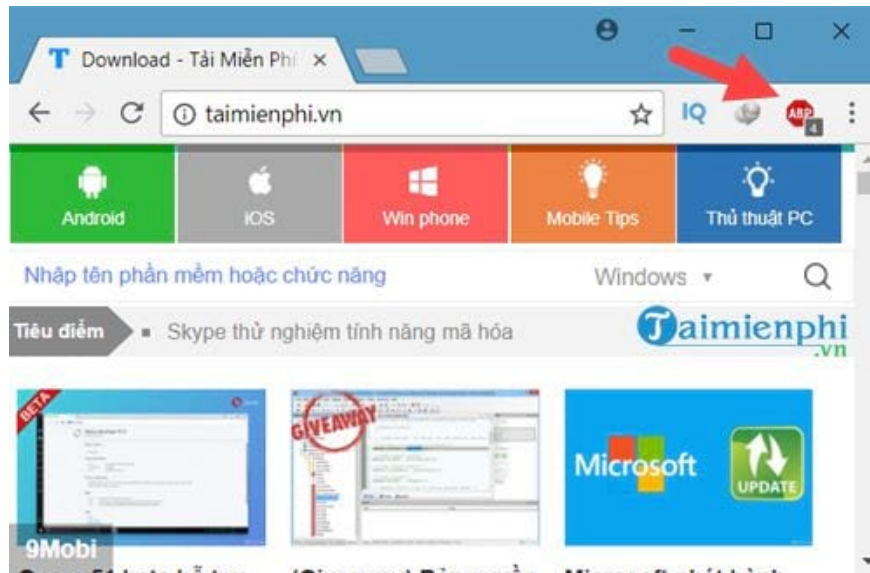 T Download - Tải Miễn Phí
taimienphi.vn
IQ
ABP
4
Android
iOS
Win phone
Mobile Tips
Thủ thuật PC
Nhập tên phần mềm hoặc chức năng
Windows
Tiêu điểm
Skype thử nghiệm tính năng mã hóa
Taimienphi
.vn
BETA
GIVEAWAY
Microsoft
UPDATE
9Mobi